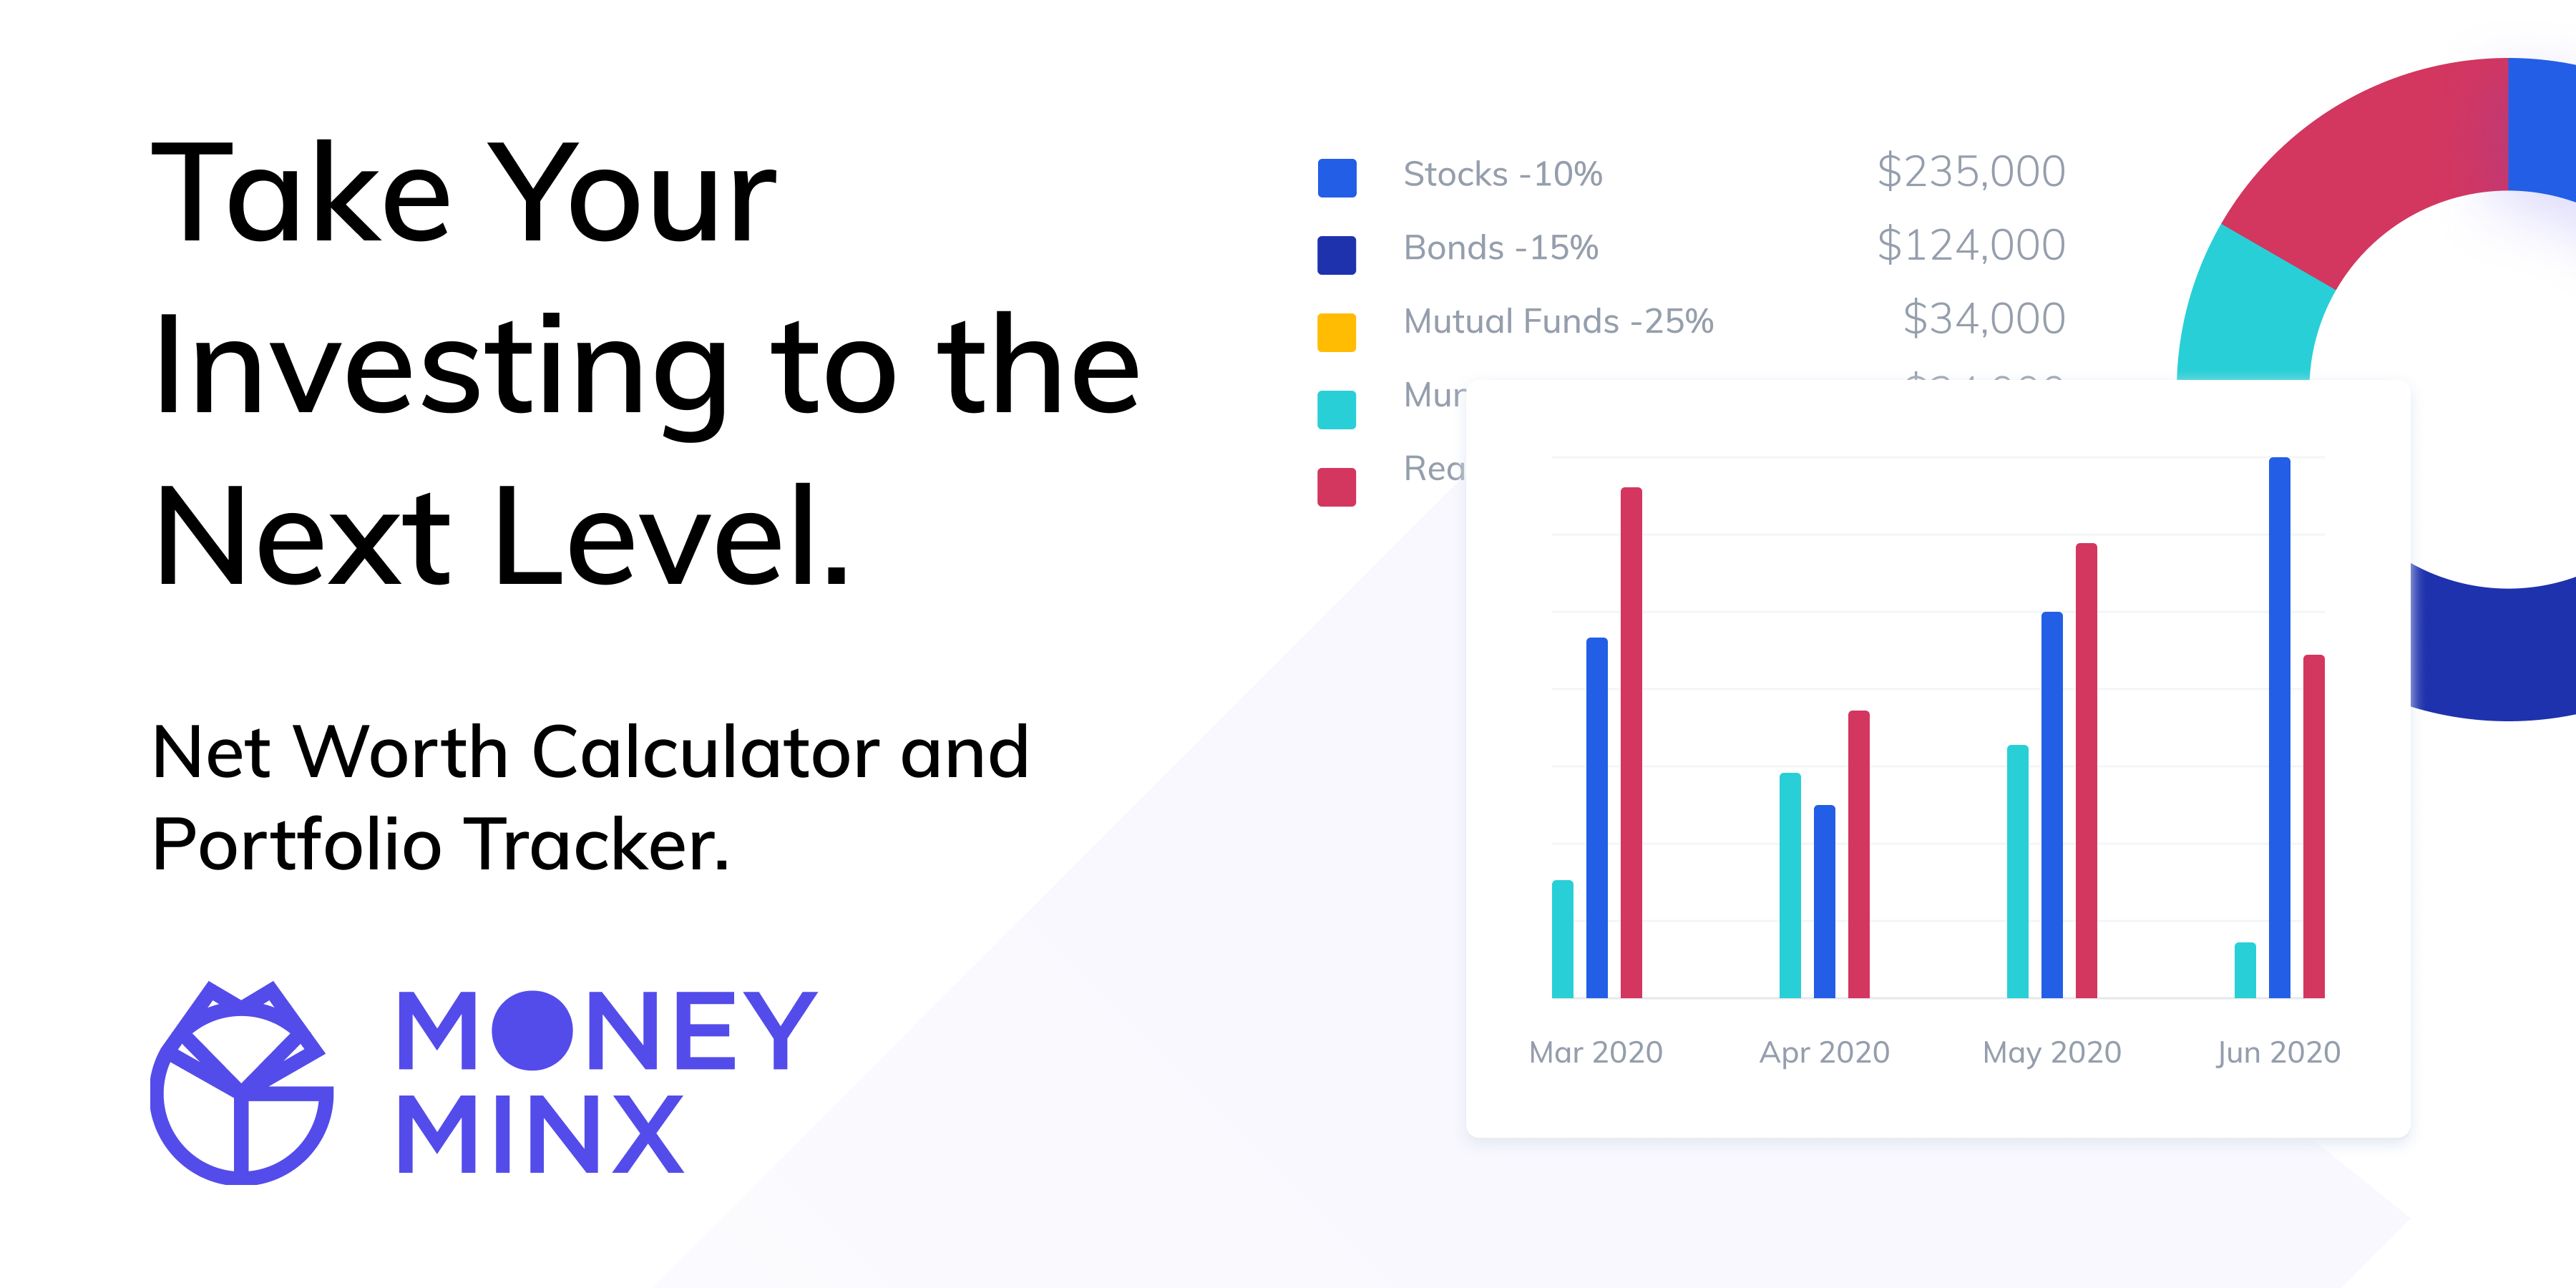 Take Your
Investing to the
Next Level.
Net Worth Calculator and
Portfolio Tracker.
MONEY
MINX
Stocks -10% $235,000
Bonds -15% $124,000
Mutual Funds -25% $34,000
Mar 2020 Apr 2020 May 2020 Jun 2020